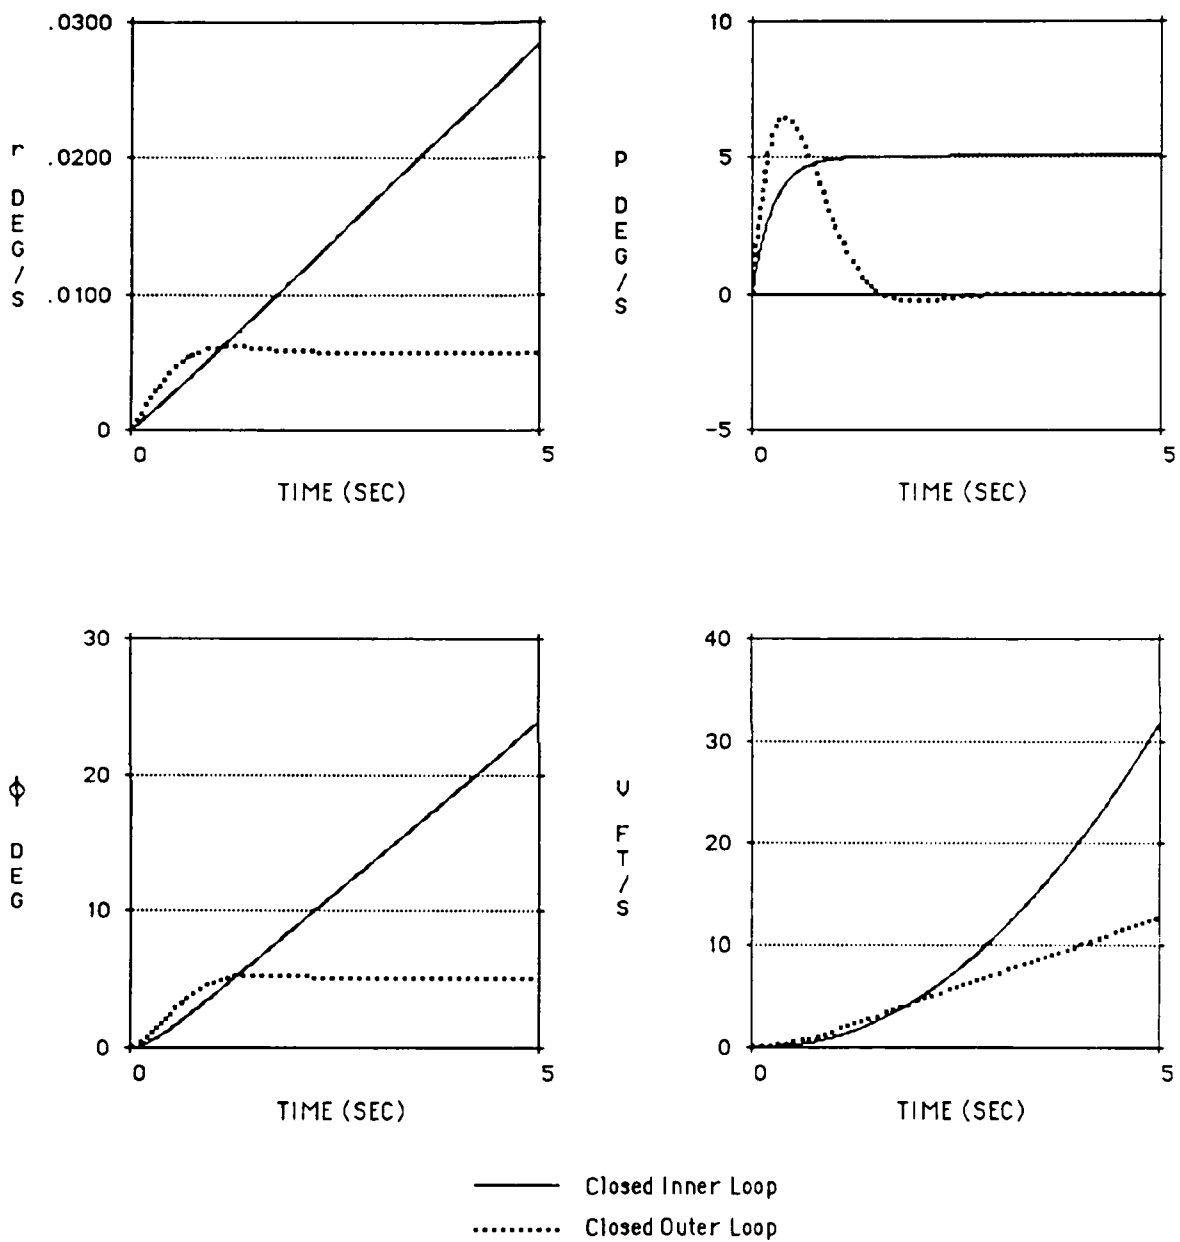 .0300
.0200
.0100
0
r DEG/S
0 5
TIME (SEC)
10
5
0
-5
P DEG/S
0 5
TIME (SEC)
30
20
10
0
ϕ DEG
0 5
TIME (SEC)
40
30
20
10
0
V FT/S
0 5
TIME (SEC)
Closed Inner Loop
Closed Outer Loop